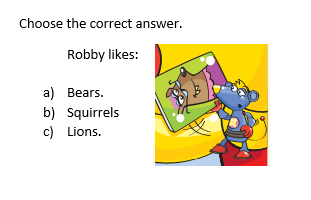 Choose the correct answer.
Robby likes:
a) Bears.
b) Squirrels
c) Lions.